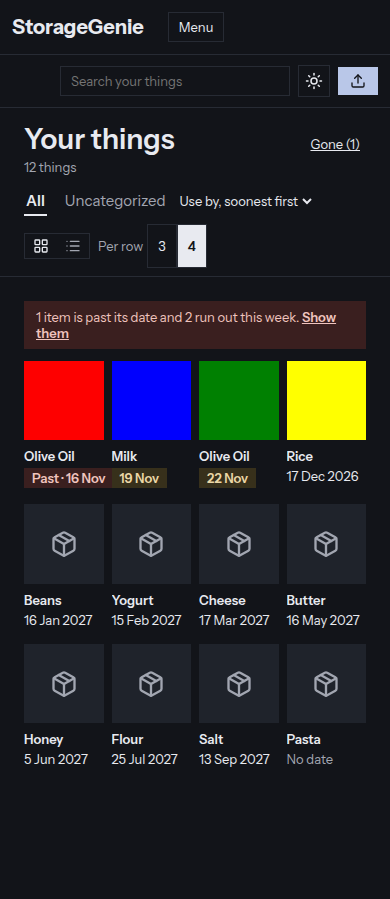 StorageGenie
Menu
Search your things
Your things
Gone (1)
12 things
All
Uncategorized
Use by, soonest first
Per row
3
4
1 item is past its date and 2 run out this week. Show
them
Olive Oil
Milk
Olive Oil
Rice
Past · 16 Nov
19 Nov
22 Nov
17 Dec 2026
Beans
Yogurt
Cheese
Butter
16 Jan 2027
15 Feb 2027
17 Mar 2027
16 May 2027
Honey
Flour
Salt
Pasta
5 Jun 2027
25 Jul 2027
13 Sep 2027
No date